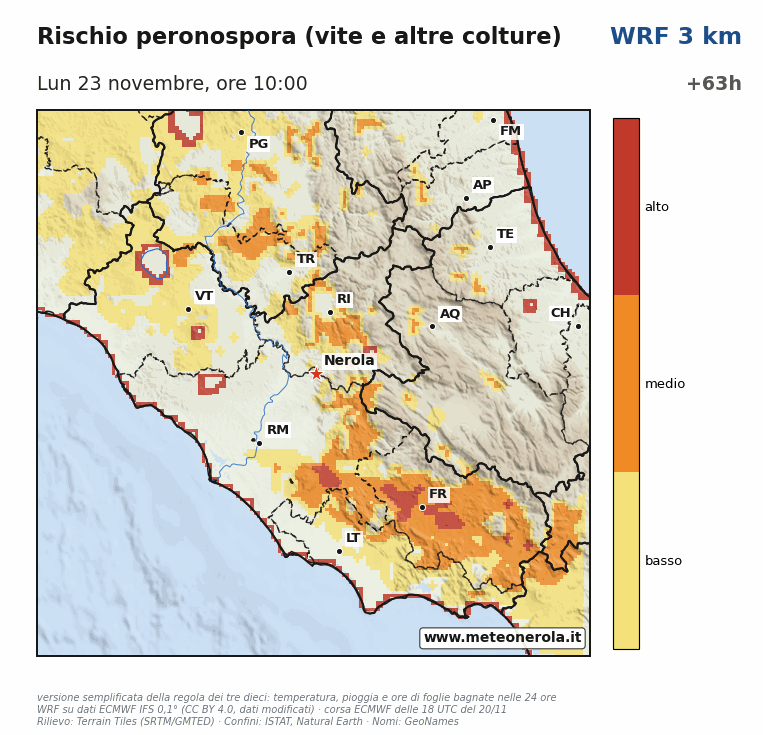 Rischio peronospora (vite e altre colture)
WRF 3 km
Lun 23 novembre, ore 10:00
+63h
FM
PG
AP
TE
TR
VT
RI
AQ
CH
Nerola
RM
FR
LT
www.meteonerola.it
alto
medio
basso
versione semplificata della regola dei tre dieci: temperatura, pioggia e ore di foglie bagnate nelle 24 ore
WRF su dati ECMWF IFS 0,1° (CC BY 4.0, dati modificati) · corsa ECMWF delle 18 UTC del 20/11
Rilievo: Terrain Tiles (SRTM/GMTED) · Confini: ISTAT, Natural Earth · Nomi: GeoNames